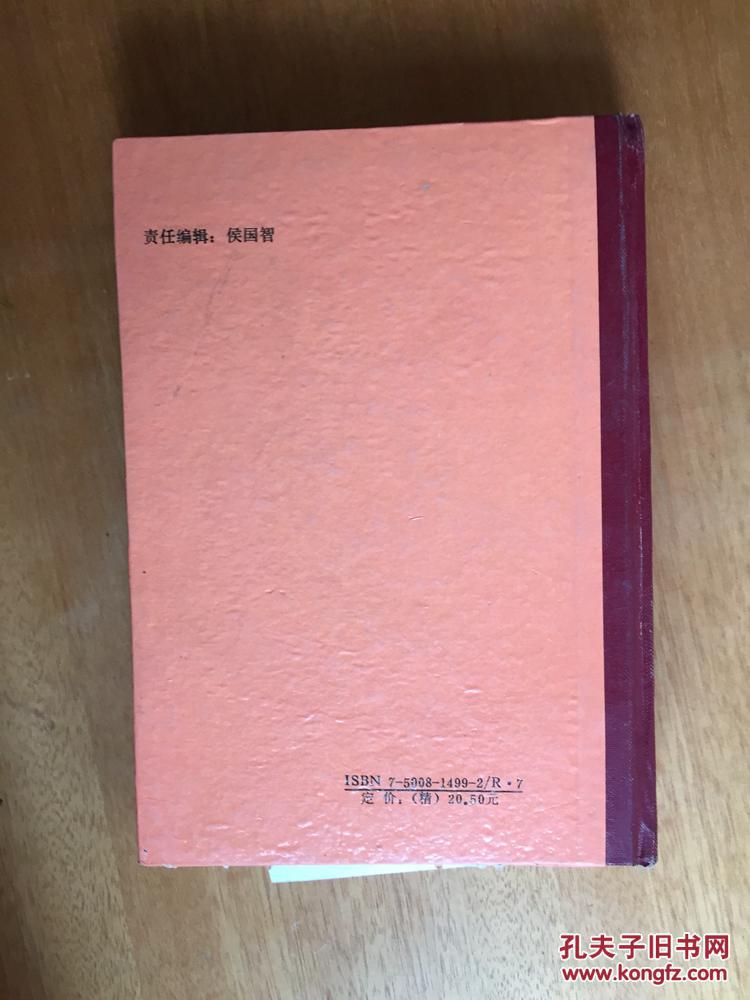 责任编辑：侯国智
ISBN 7-5008-1499-2/R·7
定价：(精) 20.50元
孔夫子旧书网
www.kongfz.com